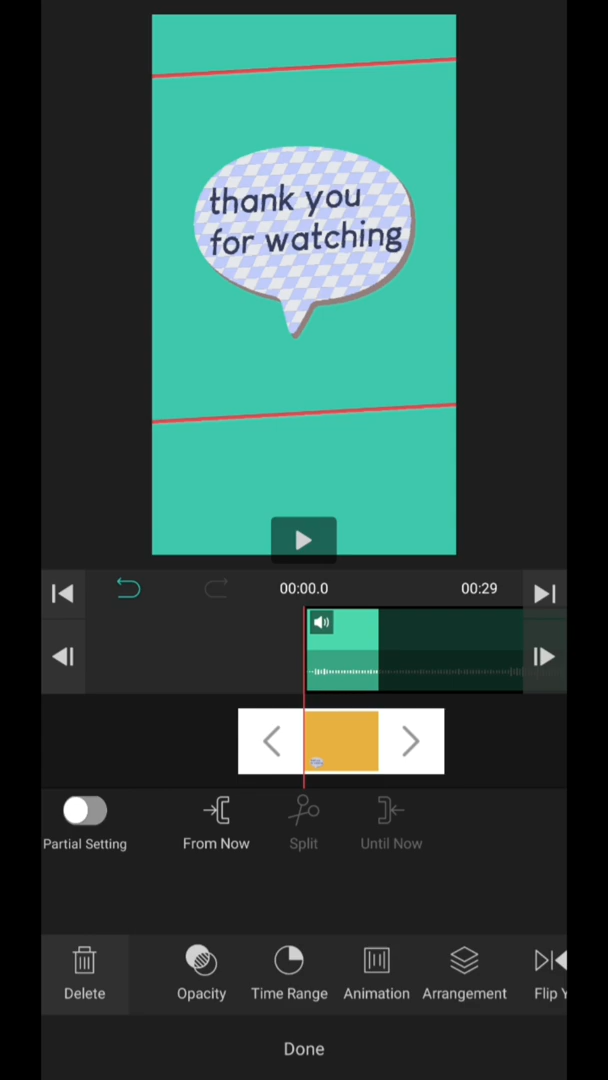 thank you
for watching
00:00.0
00:29
Partial Setting
From Now
Split
Until Now
Delete
Opacity
Time Range
Animation
Arrangement
Flip Y
Done